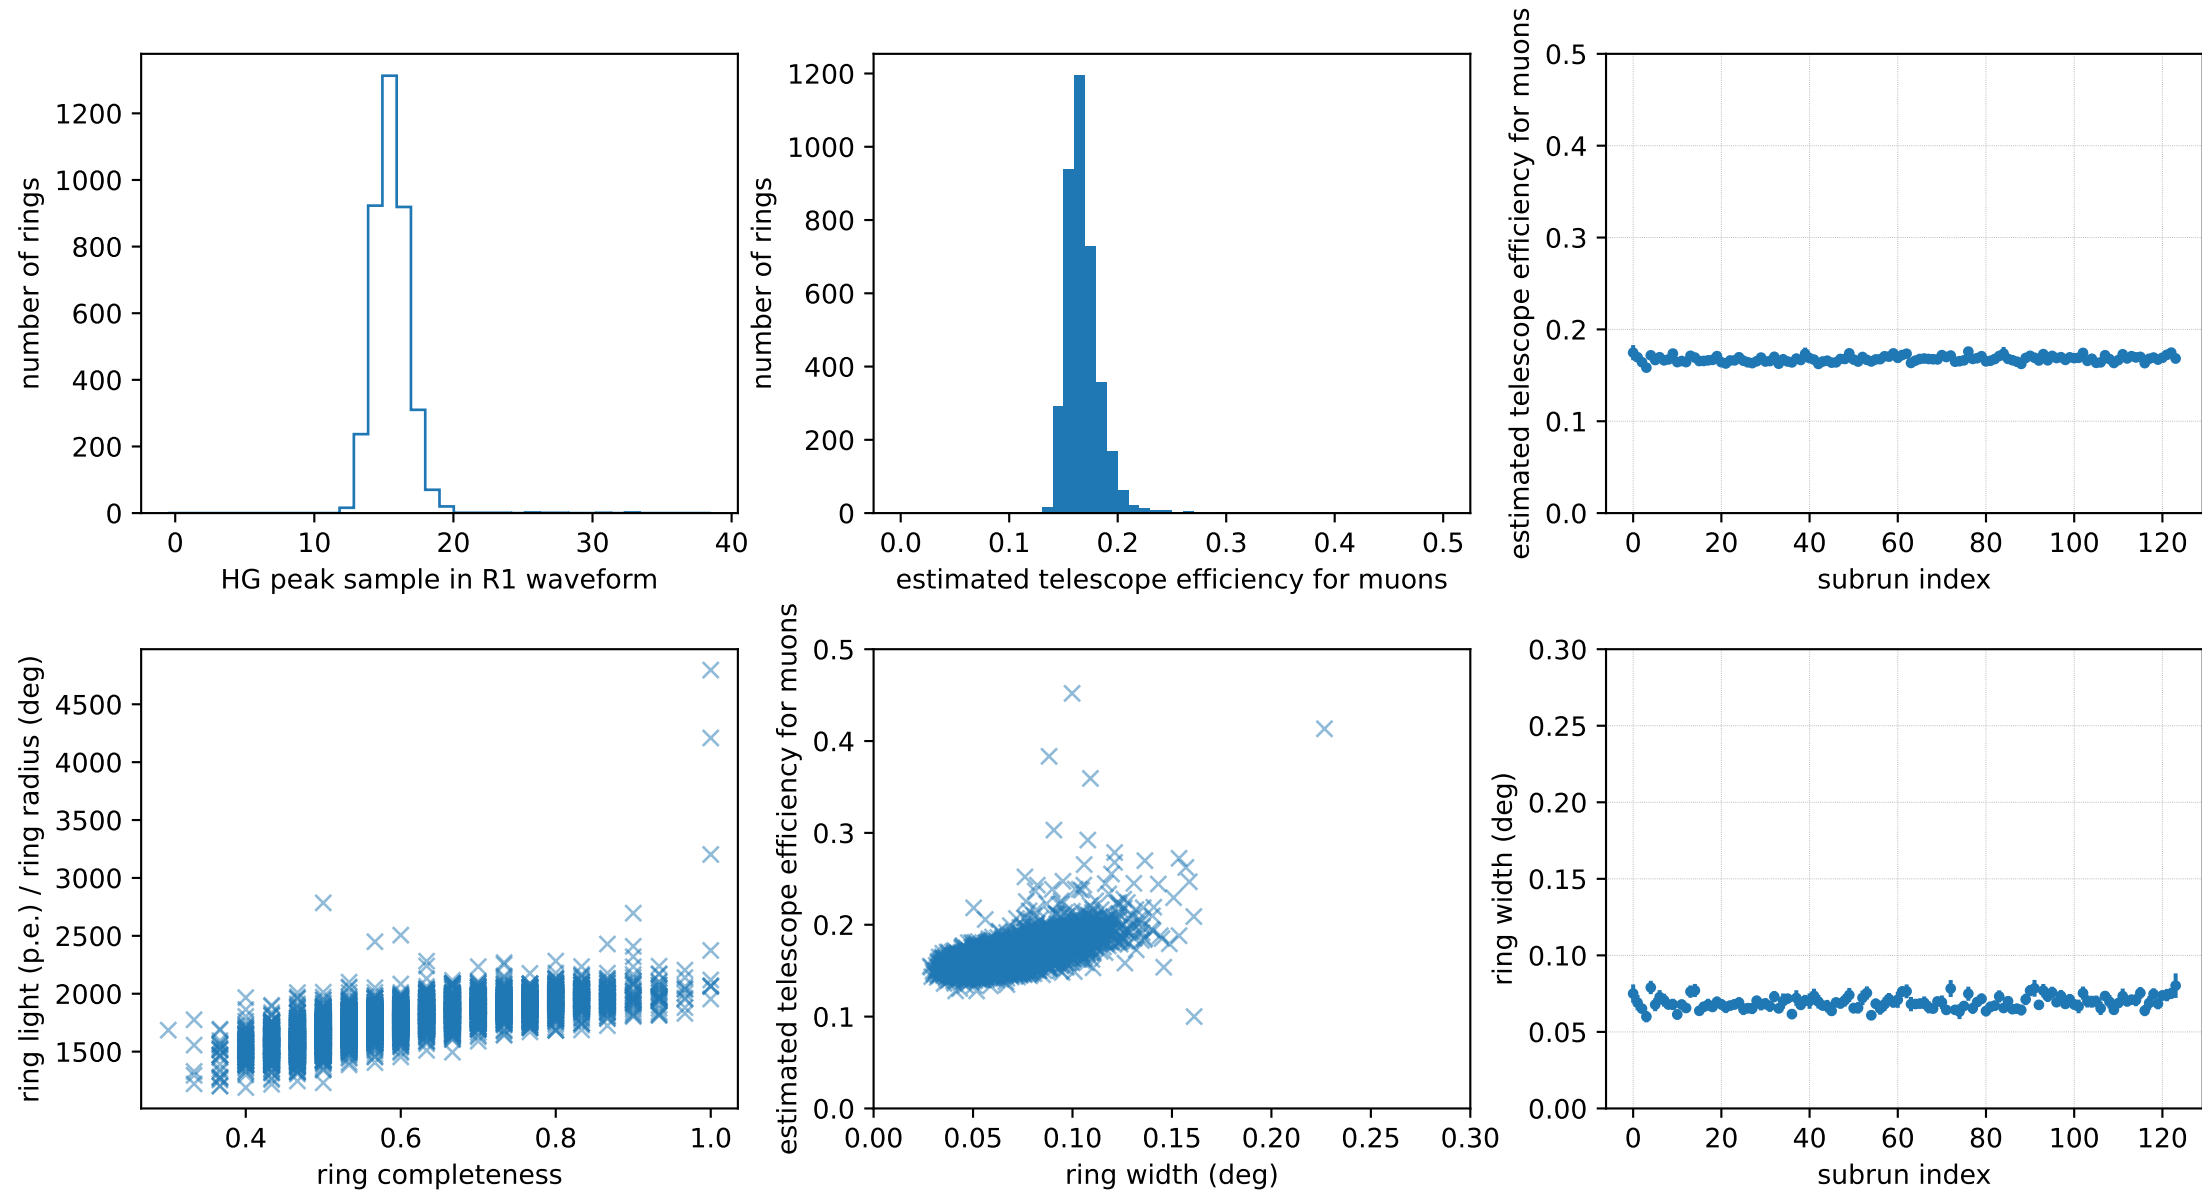 number of rings
1200
1000
800
600
400
200
0
0 10 20 30 40
HG peak sample in R1 waveform
number of rings
1200
1000
800
600
400
200
0
0.0 0.1 0.2 0.3 0.4 0.5
estimated telescope efficiency for muons
estimated telescope efficiency for muons
0.5
0.4
0.3
0.2
0.1
0.0
0 20 40 60 80 100 120
subrun index
ring light (p.e.) / ring radius (deg)
4500
4000
3500
3000
2500
2000
1500
0.4 0.6 0.8 1.0
ring completeness
estimated telescope efficiency for muons
0.5
0.4
0.3
0.2
0.1
0.0
0.00 0.05 0.10 0.15 0.20 0.25 0.30
ring width (deg)
ring width (deg)
0.30
0.25
0.20
0.15
0.10
0.05
0.00
0 20 40 60 80 100 120
subrun index